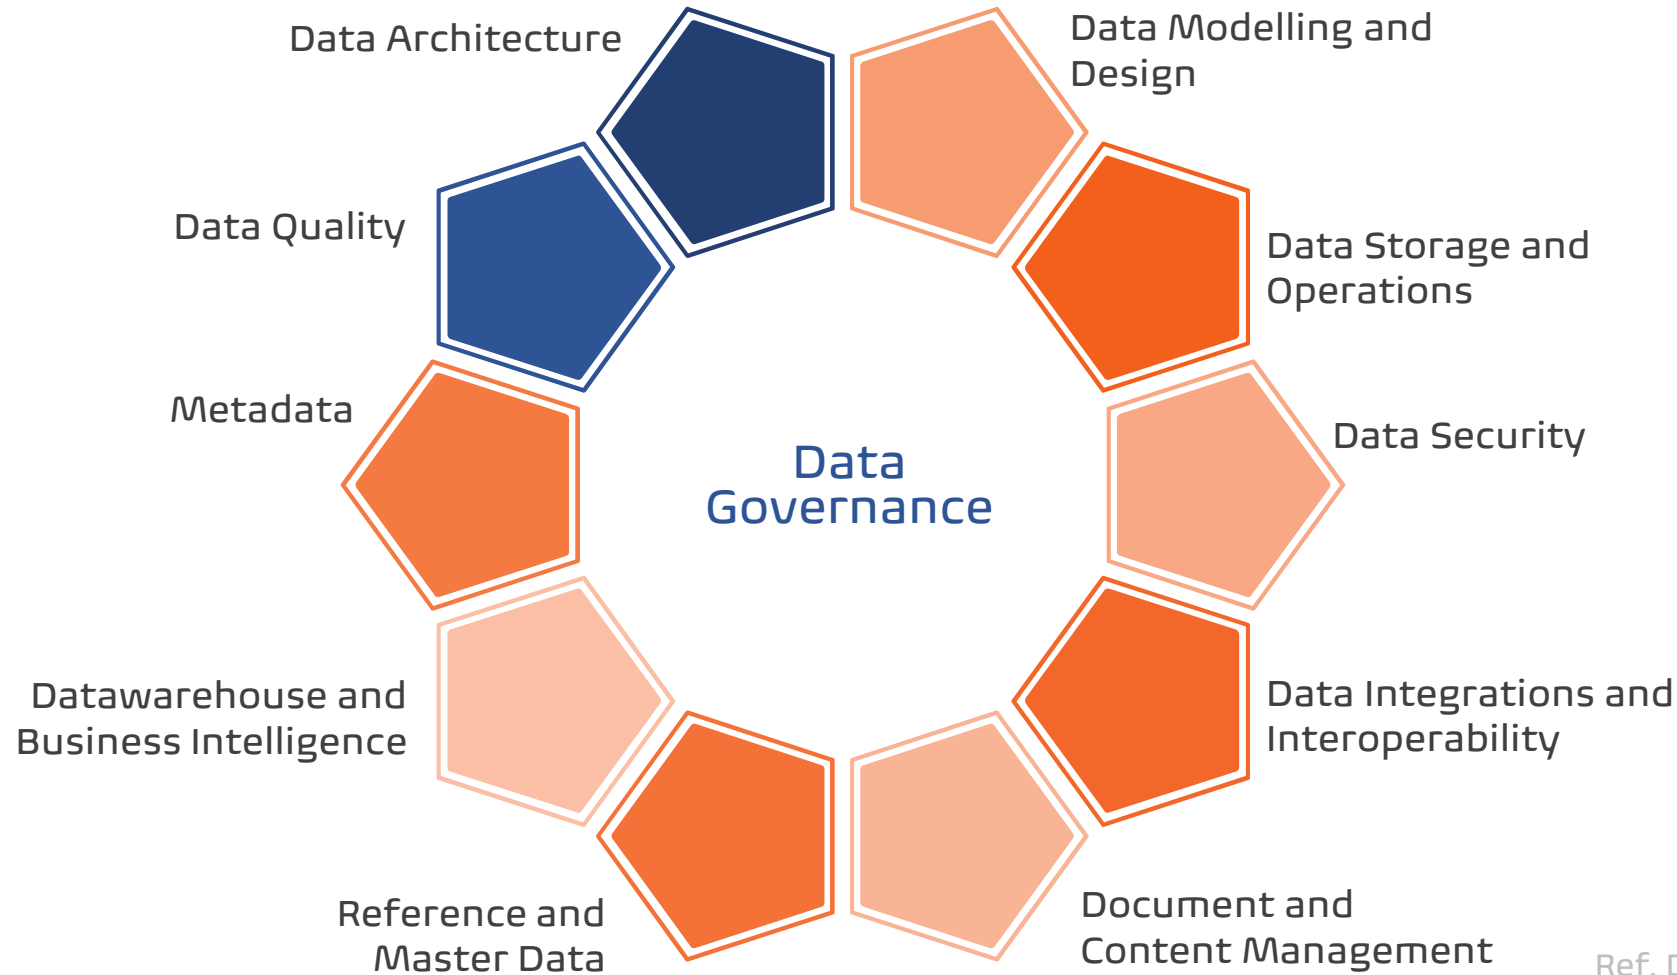 Data Architecture
Data Modelling and
Design
Data Quality
Data Storage and
Operations
Metadata
Data Security
Data
Governance
Datawarehouse and
Business Intelligence
Data Integrations and
Interoperability
Reference and
Master Data
Document and
Content Management
Ref.